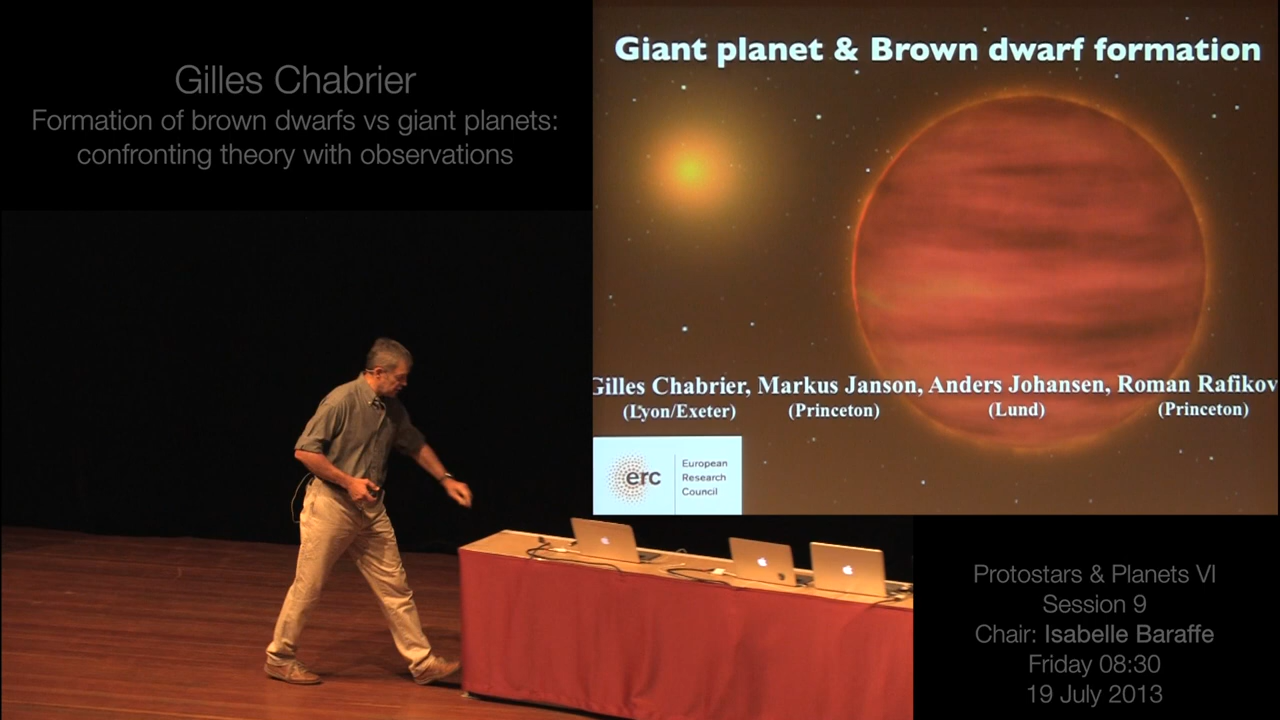 Gilles Chabrier
Formation of brown dwarfs vs giant planets:
confronting theory with observations
Giant planet & Brown dwarf formation
Gilles Chabrier, Markus Janson, Anders Johansen, Roman Rafikov
(Lyon/Exeter) (Princeton) (Lund) (Princeton)
erc
European
Research
Council
Protostars & Planets VI
Session 9
Chair: Isabelle Baraffe
Friday 08:30
19 July 2013